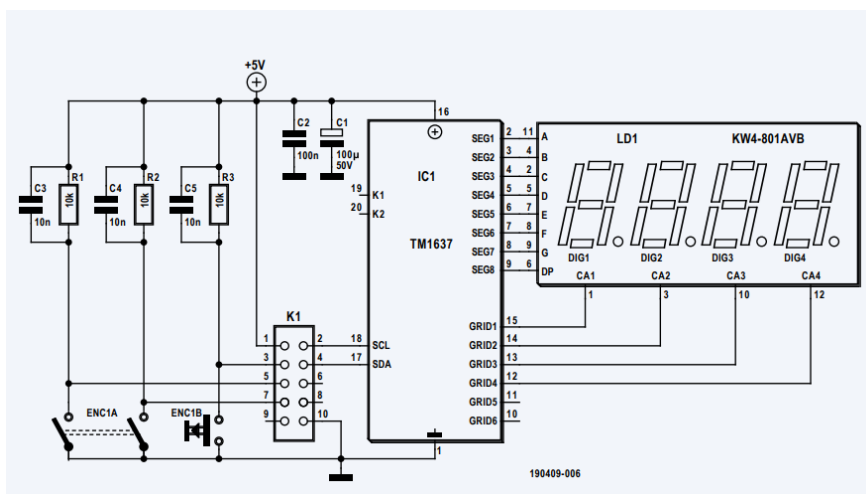 +5V
C3
10n
R1
10k
C4
10n
R2
10k
C5
10n
R3
10k
C2
100n
C1
100µ
50V
16
IC1
TM1637
19 K1
20 K2
18 SCL
17 SDA
1
SEG1 2 11 A
SEG2 3 4 B
SEG3 4 2 C
SEG4 5 5 D
SEG5 6 7 E
SEG6 7 8 F
SEG7 8 9 G
SEG8 9 6 DP
GRID1 15
GRID2 14
GRID3 13
GRID4 12
GRID5 11
GRID6 10
LD1 KW4-801AVB
DIG1 DIG2 DIG3 DIG4
CA1 CA2 CA3 CA4
1 3 10 12
K1
1 2
3 4
5 6
7 8
9 10
ENC1A
ENC1B
190409-006